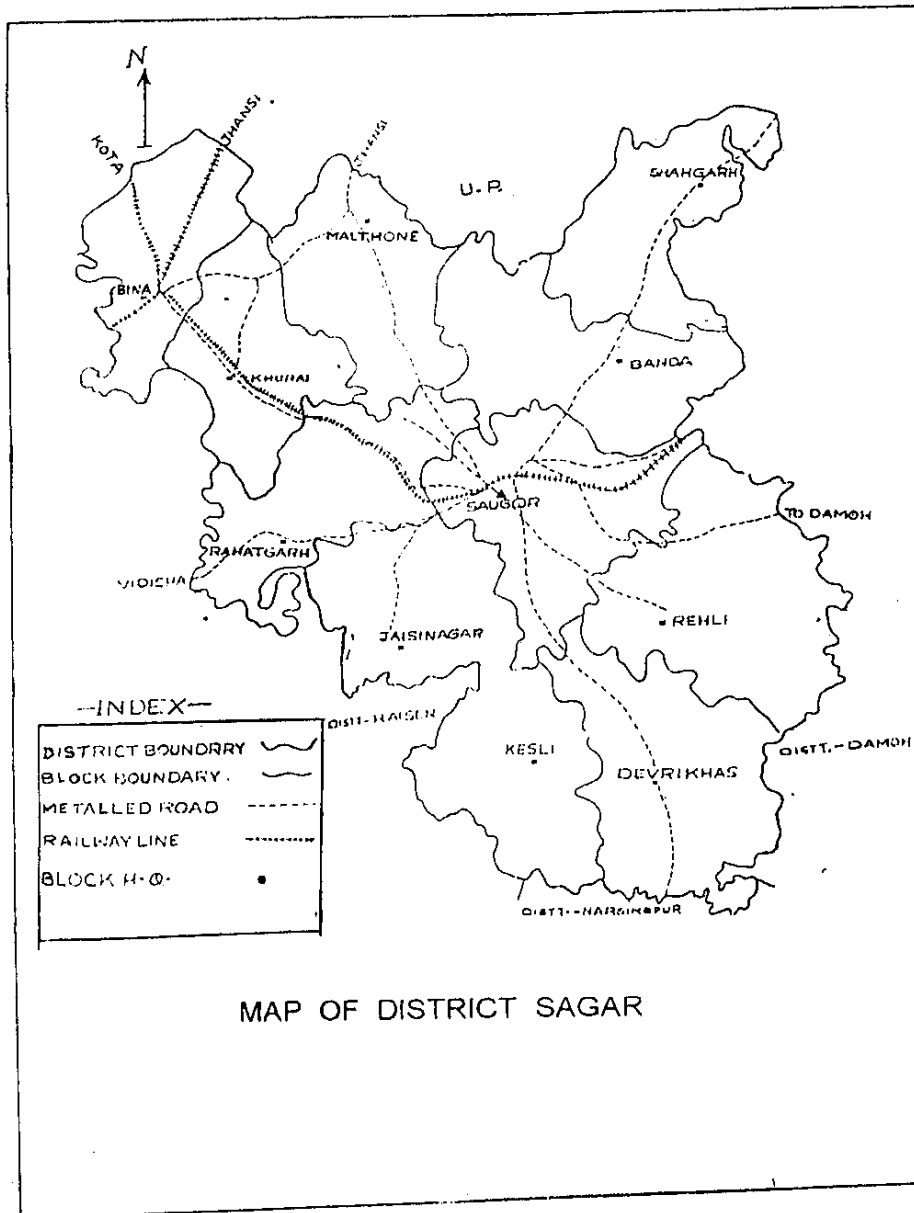 N
KOTA
JHANSI
JHANSI
U.P.
SHAHGARH
MALTHONE
BINA
BANDA
KHURAI
SAUGOR
TO DAMOH
RAHATGARH
VIDISHA
REHLI
JAISINAGAR
DISTT.-RAISEN
KESLI
DEVRIKHAS
DISTT.-DAMOH
DISTT.-NARSINGPUR
-INDEX-
DISTRICT BOUNDRRY
BLOCK BOUNDARY.
METALLED ROAD
RAILWAY LINE
BLOCK H.Q.
MAP OF DISTRICT SAGAR